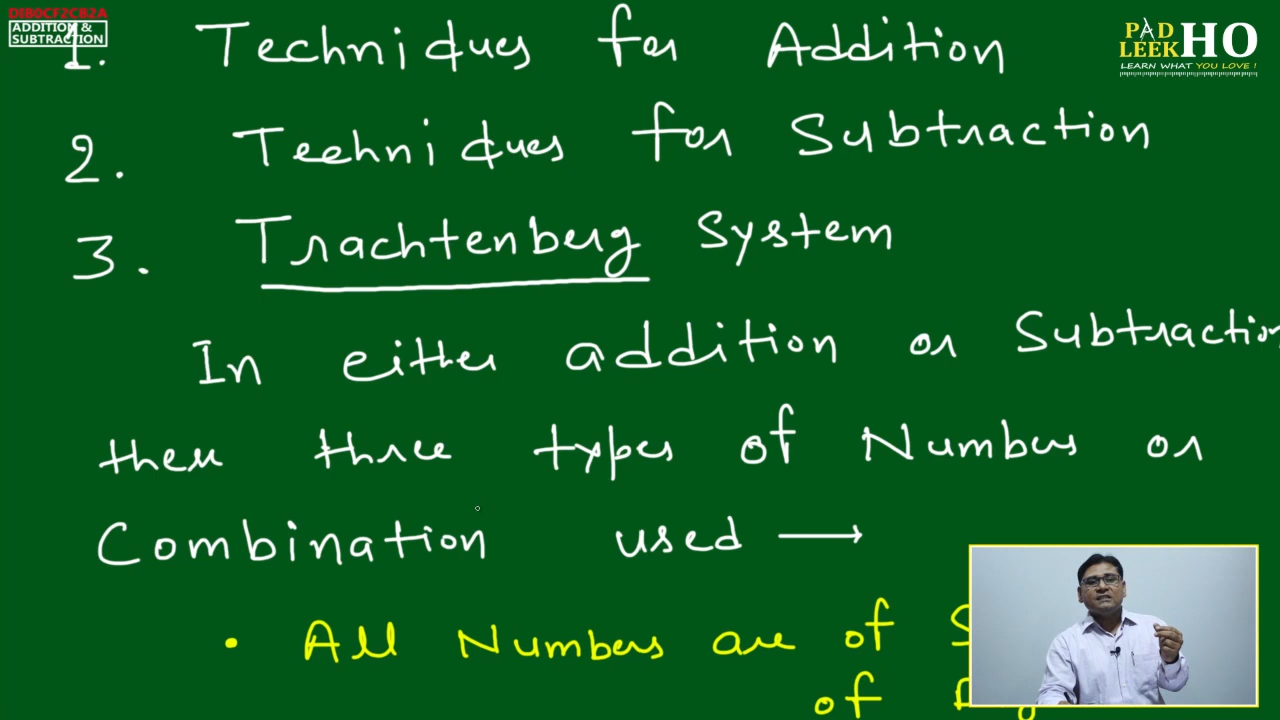 DIB0CF2CB2A
ADDITION &
SUBTRACTION
PAD
LEEK HO
LEARN WHAT YOU LOVE !
1. Techniques for Addition
2. Techniques for Subtraction
3. Trachtenberg System
In either addition or Subtraction
there three types of Numbers or
Combination used →
• All Numbers are of
of